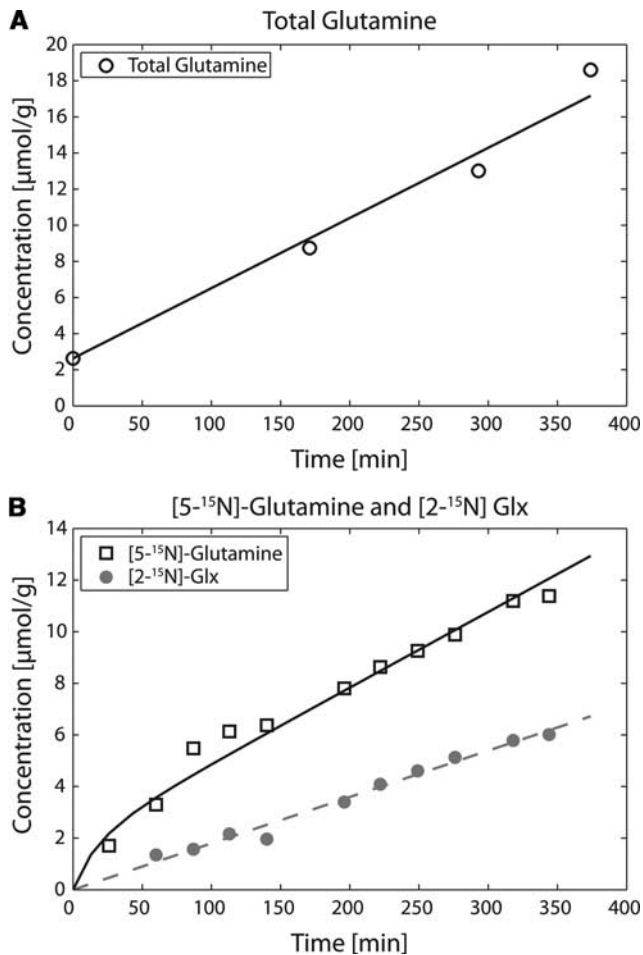 A
Total Glutamine
20
18
16
14
12
10
8
6
4
2
0
Concentration [µmol/g]
Total Glutamine
0 50 100 150 200 250 300 350 400
Time [min]
B
[5-¹⁵N]-Glutamine and [2-¹⁵N] Glx
14
12
10
8
6
4
2
0
Concentration [µmol/g]
[5-¹⁵N]-Glutamine
[2-¹⁵N]-Glx
0 50 100 150 200 250 300 350 400
Time [min]